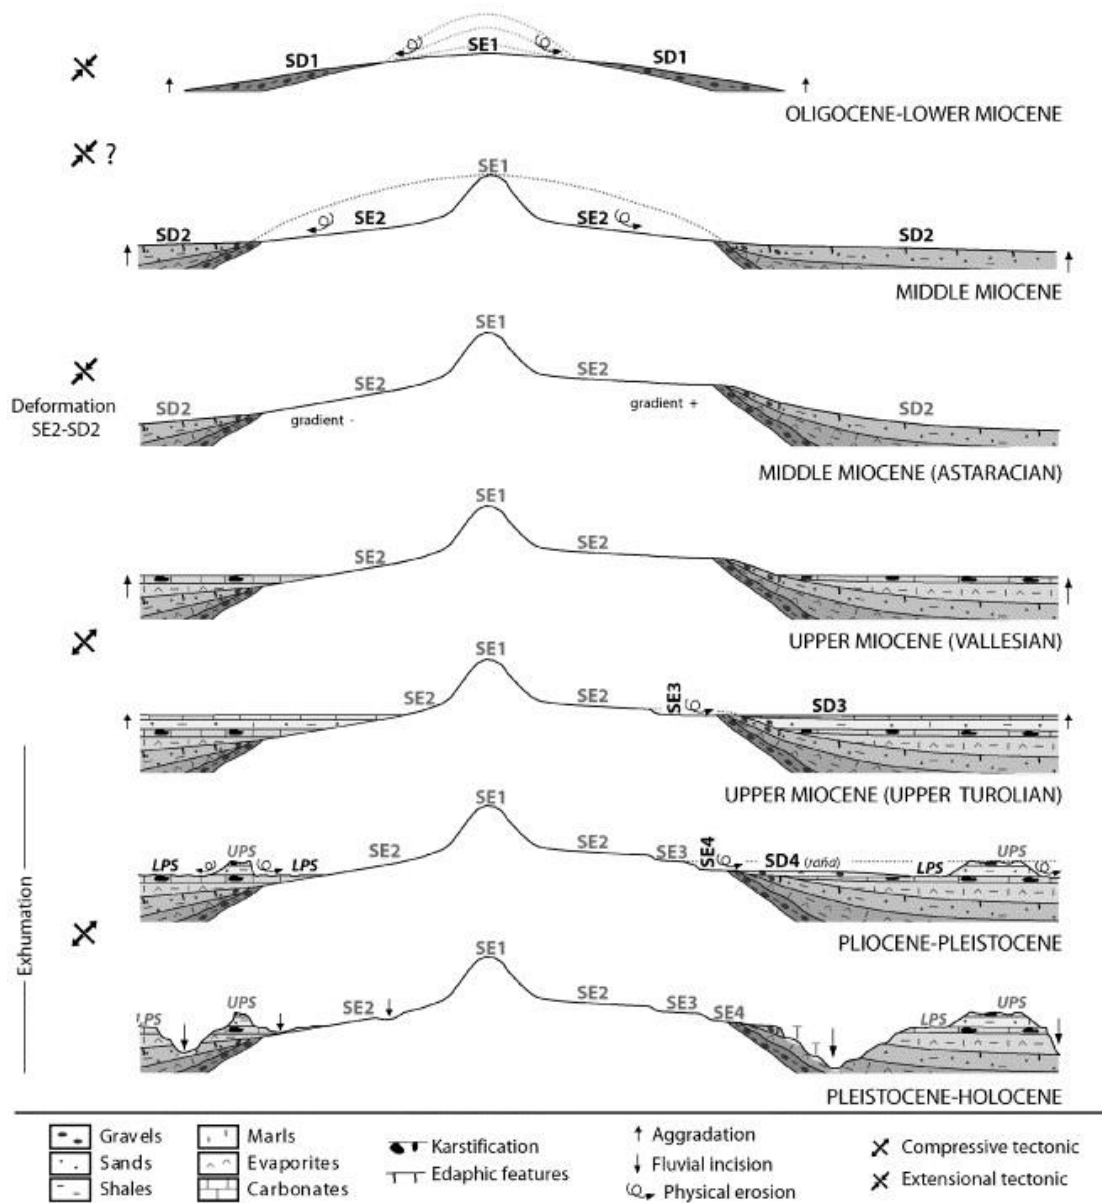 SE1
SD1
SD1
OLIGOCENE-LOWER MIOCENE
?
SE1
SE2
SE2
SD2
SD2
MIDDLE MIOCENE
SE1
SE2
SE2
Deformation
SE2-SD2
SD2
gradient -
gradient +
SD2
MIDDLE MIOCENE (ASTARACIAN)
SE1
SE2
SE2
UPPER MIOCENE (VALLESIAN)
SE1
SE2
SE2
SE3
SD3
UPPER MIOCENE (UPPER TUROLIAN)
SE1
Exhumation
LPS
UPS
LPS
SE2
SE2
SE3
SE4
SD4 (raña)
LPS
UPS
PLIOCENE-PLEISTOCENE
SE1
LPS
UPS
SE2
SE2
SE3
SE4
T
T
LPS
UPS
PLEISTOCENE-HOLOCENE
Gravels
Sands
Shales
Marls
Evaporites
Carbonates
Karstification
Edaphic features
Aggradation
Fluvial incision
Physical erosion
Compressive tectonic
Extensional tectonic